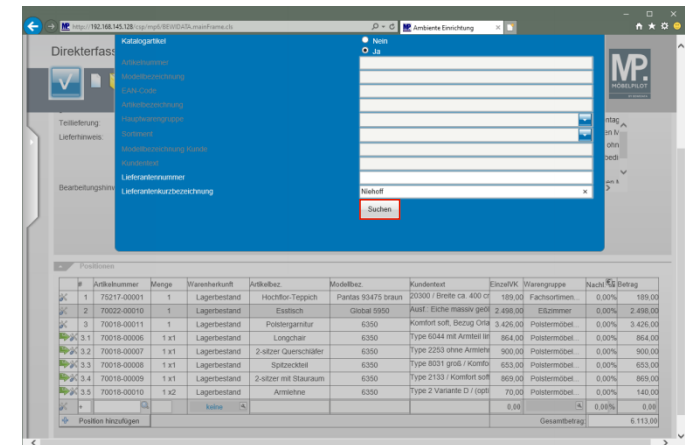 http://192.168.145.128/csp/mp6/BEWIDATA.mainFrame.cls
Ambiente Einrichtung
Direkterfass
Katalogartikel
Nein
Ja
Artikelnummer
Modellbezeichnung
EAN-Code
Artikelbezeichnung
Hauptwarengruppe
Sortiment
Modellbezeichnung Kunde
Kundentext
Lieferantennummer
Lieferantenkurzbezeichnung Niehoff
Suchen
MP.
MÖBELPILOT
Teillieferung:
Lieferhinweis:
Bearbeitungshinw
Positionen
# Artikelnummer Menge Warenherkunft Artikelbez. Modellbez. Kundentext EinzelVK Warengruppe Nachl Betrag
1 75217-00001 1 Lagerbestand Hochflor-Teppich Pantas 93475 braun 20300 / Breite ca. 400 cr 189,00 Fachsortimen... 0,00% 189,00
2 70022-00010 1 Lagerbestand Esstisch Global 5950 Ausf.: Eiche massiv geöl 2.498,00 Eßzimmer 0,00% 2.498,00
3 70018-00011 1 Lagerbestand Polstergarnitur 6350 Komfort soft, Bezug Orla 3.426,00 Polstermöbel... 0,00% 3.426,00
3.1 70018-00006 1 x1 Lagerbestand Longchair 6350 Type 6044 mit Armteil lin 864,00 Polstermöbel... 0,00% 864,00
3.2 70018-00007 1 x1 Lagerbestand 2-sitzer Querschläfer 6350 Type 2253 ohne Armlehn 900,00 Polstermöbel... 0,00% 900,00
3.3 70018-00008 1 x1 Lagerbestand Spitzeckteil 6350 Type 8031 groß / Komfo 653,00 Polstermöbel... 0,00% 653,00
3.4 70018-00009 1 x1 Lagerbestand 2-sitzer mit Stauraum 6350 Type 2133 / Komfort soft 869,00 Polstermöbel... 0,00% 869,00
3.5 70018-00010 1 x2 Lagerbestand Armlehne 6350 Type 2 Variante D / (opti 70,00 Polstermöbel... 0,00% 140,00
+ keine 0,00 0,00% 0,00
Position hinzufügen Gesamtbetrag: 6.113,00